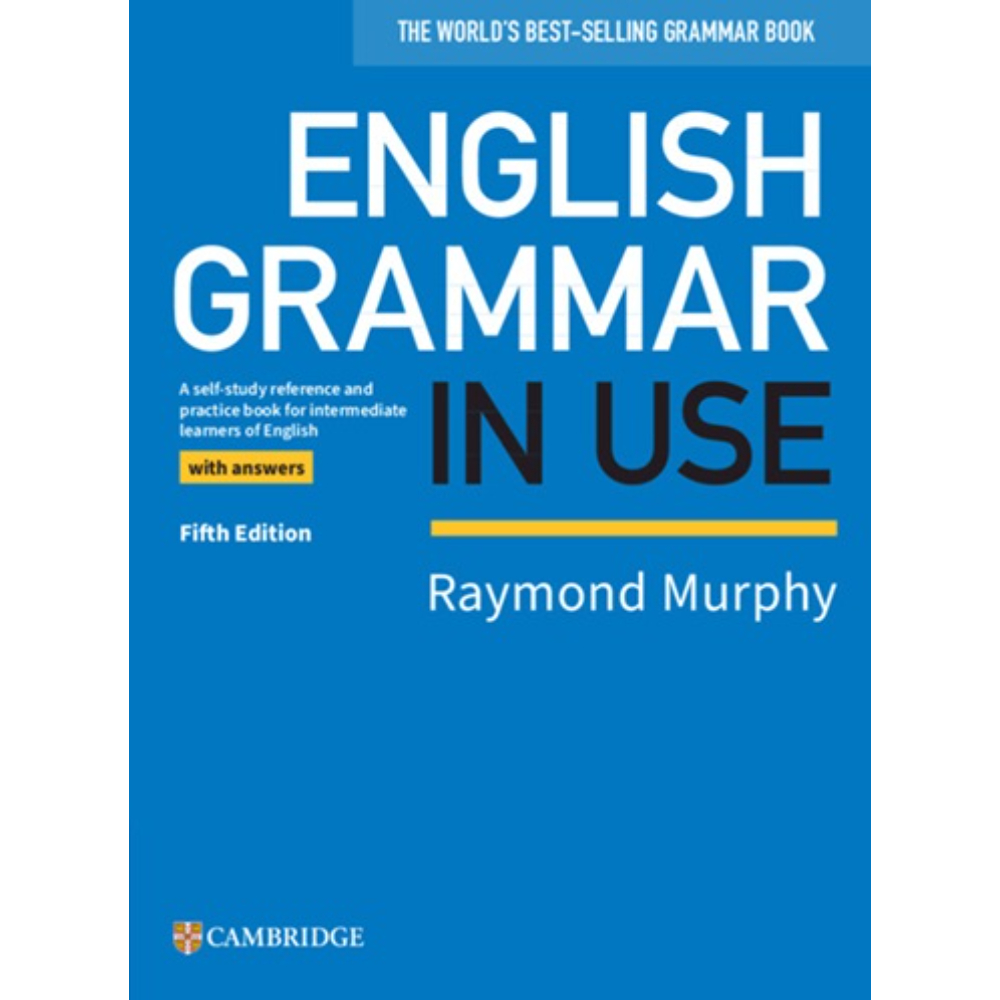 THE WORLD'S BEST-SELLING GRAMMAR BOOK
ENGLISH
GRAMMAR
IN USE
A self-study reference and
practice book for intermediate
learners of English
with answers
Fifth Edition
Raymond Murphy
CAMBRIDGE